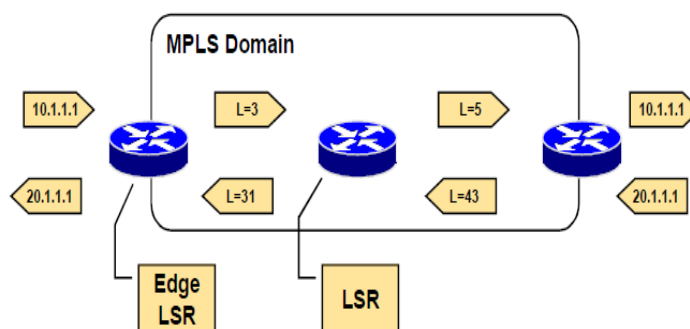 MPLS Domain
10.1.1.1
L=3
L=5
10.1.1.1
20.1.1.1
L=31
L=43
20.1.1.1
Edge
LSR
LSR